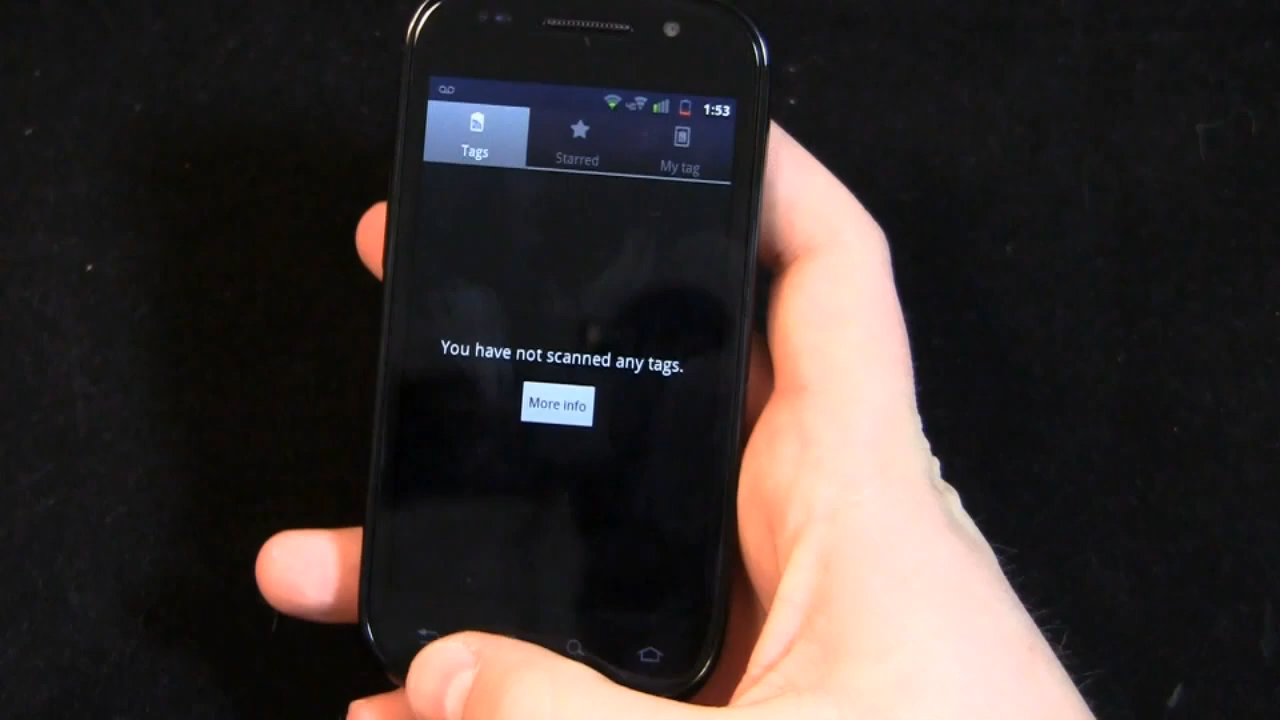 1:53
Tags
Starred
My tag
You have not scanned any tags.
More info